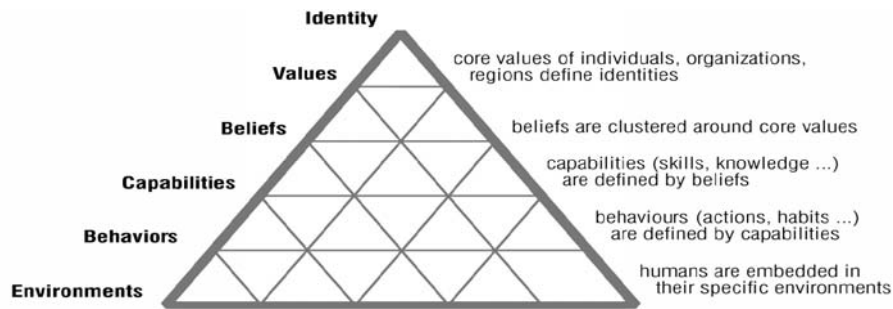 Identity
Values
core values of individuals, organizations,
regions define identities
Beliefs
beliefs are clustered around core values
capabilities (skills, knowledge ...)
Capabilities
are defined by beliefs
behaviours (actions, habits ...)
Behaviors
are defined by capabilities
humans are embedded in
Environments
their specific environments